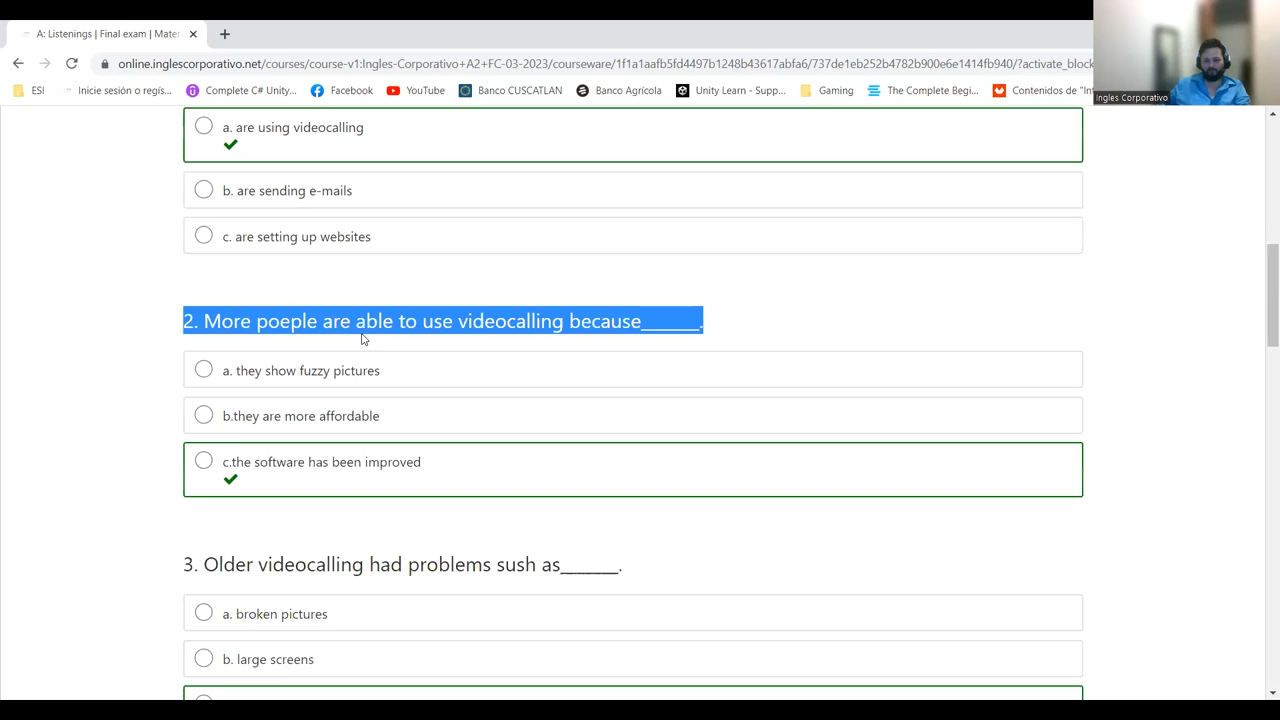 A: Listenings | Final exam | Mater
online.inglescorporativo.net/courses/course-v1:Ingles-Corporativo+A2+FC-03-2023/courseware/1f1a1aafb5fd4497b1248b43617abfa6/737de1eb252b4782b900e6e1414fb940/?activate_block
ESI
Inicie sesión o regís...
Complete C# Unity...
Facebook
YouTube
Banco CUSCATLAN
Banco Agrícola
Unity Learn - Supp...
Gaming
The Complete Begi...
Contenidos de "Int
Ingles Corporativo
a. are using videocalling
b. are sending e-mails
c. are setting up websites
2. More poeple are able to use videocalling because______.
a. they show fuzzy pictures
b.they are more affordable
c.the software has been improved
3. Older videocalling had problems sush as______.
a. broken pictures
b. large screens